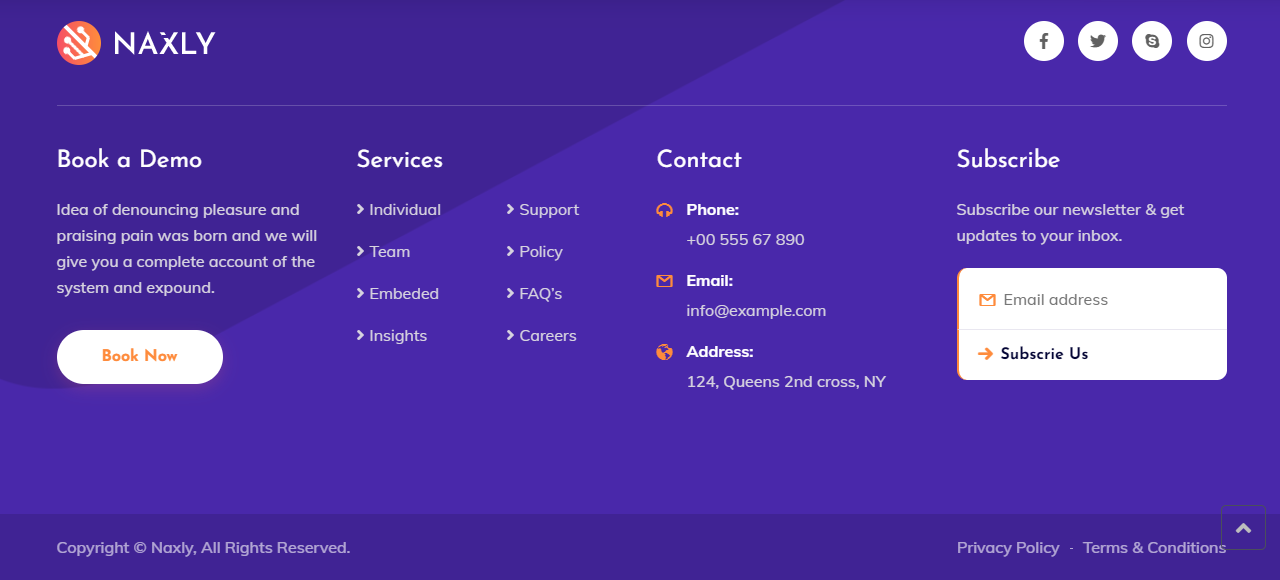 NAXLY
Book a Demo
Idea of denouncing pleasure and
praising pain was born and we will
give you a complete account of the
system and expound.
Book Now
Services
Individual
Team
Embeded
Insights
Support
Policy
FAQ's
Careers
Contact
Phone:
+00 555 67 890
Email:
info@example.com
Address:
124, Queens 2nd cross, NY
Subscribe
Subscribe our newsletter & get
updates to your inbox.
Email address
Subscrie Us
Copyright © Naxly, All Rights Reserved.
Privacy Policy - Terms & Conditions